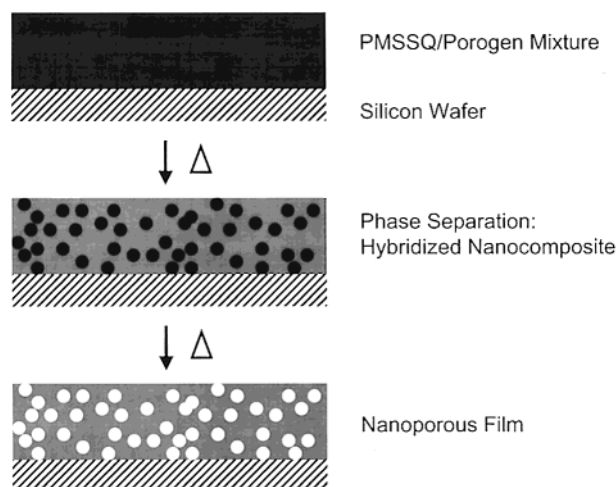 PMSSQ/Porogen Mixture
Silicon Wafer
Δ
Phase Separation:
Hybridized Nanocomposite
Δ
Nanoporous Film